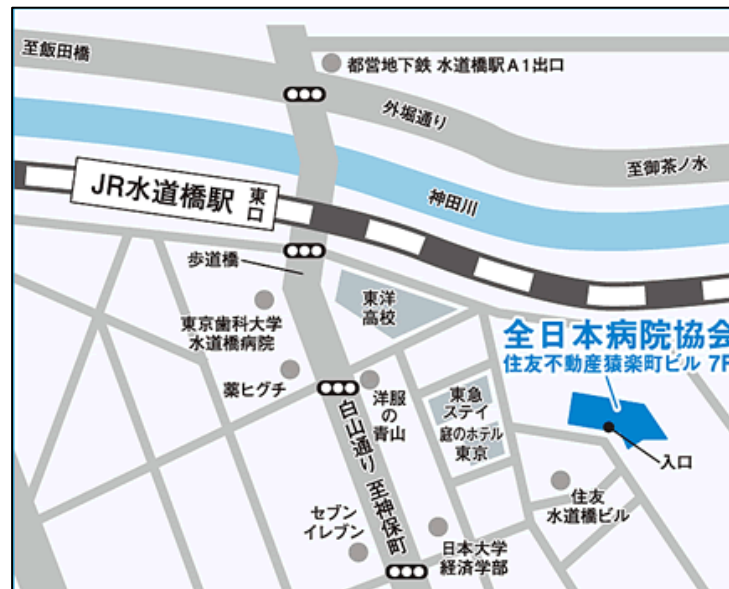 至飯田橋
都営地下鉄 水道橋駅A1出口
外堀通り
至御茶ノ水
JR水道橋駅
東口
神田川
歩道橋
東洋
高校
東京歯科大学
水道橋病院
全日本病院協会
住友不動産猿楽町ビル 7F
薬ヒグチ
洋服
の
青山
東急
ステイ
庭のホテル
東京
白山通り 至神保町
入口
住友
水道橋ビル
セブン
イレブン
日本大学
経済学部